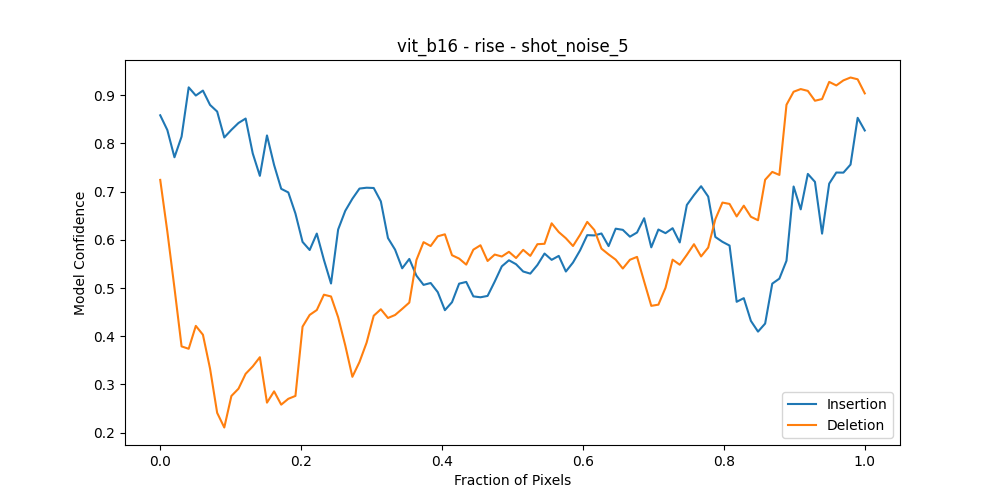 vit_b16 - rise - shot_noise_5
Model Confidence
0.9
0.8
0.7
0.6
0.5
0.4
0.3
0.2
0.0 0.2 0.4 0.6 0.8 1.0
Fraction of Pixels
Insertion
Deletion